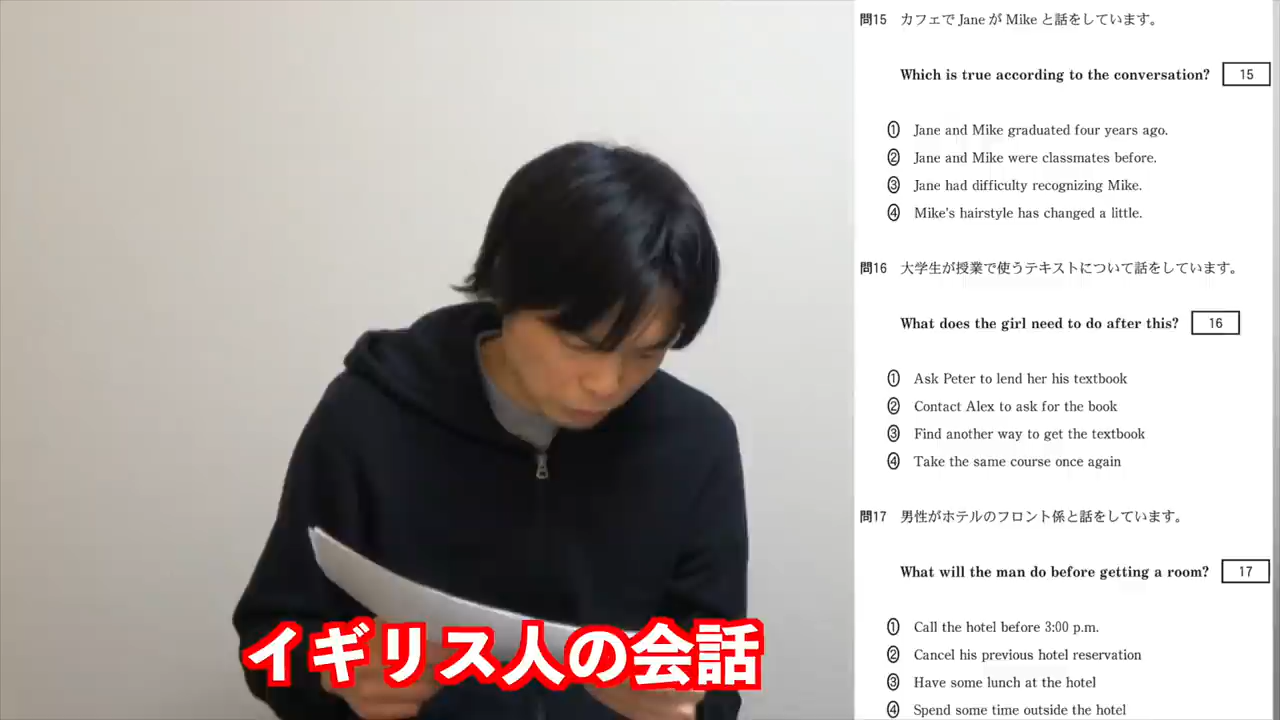 問15 カフェで Jane が Mike と話をしています。
Which is true according to the conversation? 15
① Jane and Mike graduated four years ago.
② Jane and Mike were classmates before.
③ Jane had difficulty recognizing Mike.
④ Mike's hairstyle has changed a little.
問16 大学生が授業で使うテキストについて話をしています。
What does the girl need to do after this? 16
① Ask Peter to lend her his textbook
② Contact Alex to ask for the book
③ Find another way to get the textbook
④ Take the same course once again
問17 男性がホテルのフロント係と話をしています。
What will the man do before getting a room? 17
① Call the hotel before 3:00 p.m.
② Cancel his previous hotel reservation
③ Have some lunch at the hotel
④ Spend some time outside the hotel
イギリス人の会話